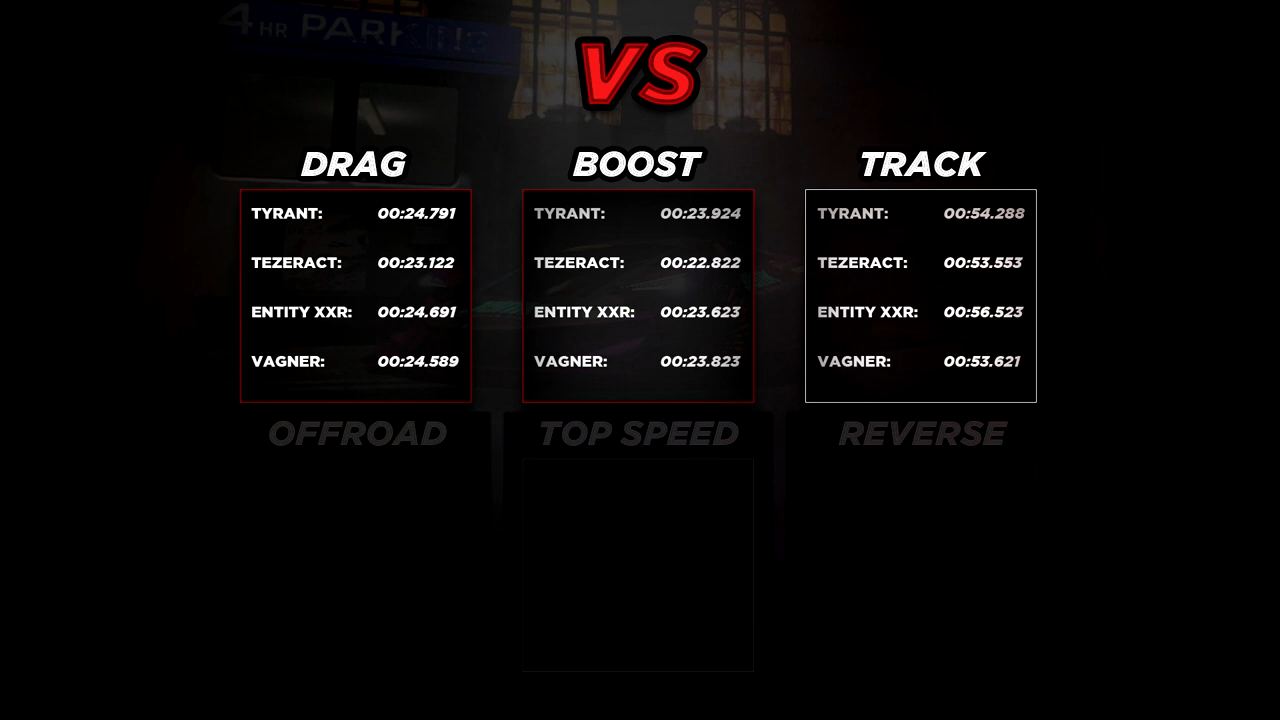 4 HR PARKING
VS
DRAG
TYRANT: 00:24.791
TEZERACT: 00:23.122
ENTITY XXR: 00:24.691
VAGNER: 00:24.589
BOOST
TYRANT: 00:23.924
TEZERACT: 00:22.822
ENTITY XXR: 00:23.623
VAGNER: 00:23.823
TRACK
TYRANT: 00:54.288
TEZERACT: 00:53.553
ENTITY XXR: 00:56.523
VAGNER: 00:53.621
OFFROAD
TOP SPEED
REVERSE